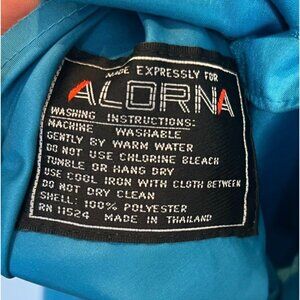 MADE EXPRESSLY FOR
ALORNA
WASHING INSTRUCTIONS:
MACHINE WASHABLE
GENTLY BY WARM WATER
DO NOT USE CHLORINE BLEACH
TUMBLE OR HANG DRY
USE COOL IRON WITH CLOTH BETWEEN
DO NOT DRY CLEAN
SHELL: 100% POLYESTER
RN 11524 MADE IN THAILAND